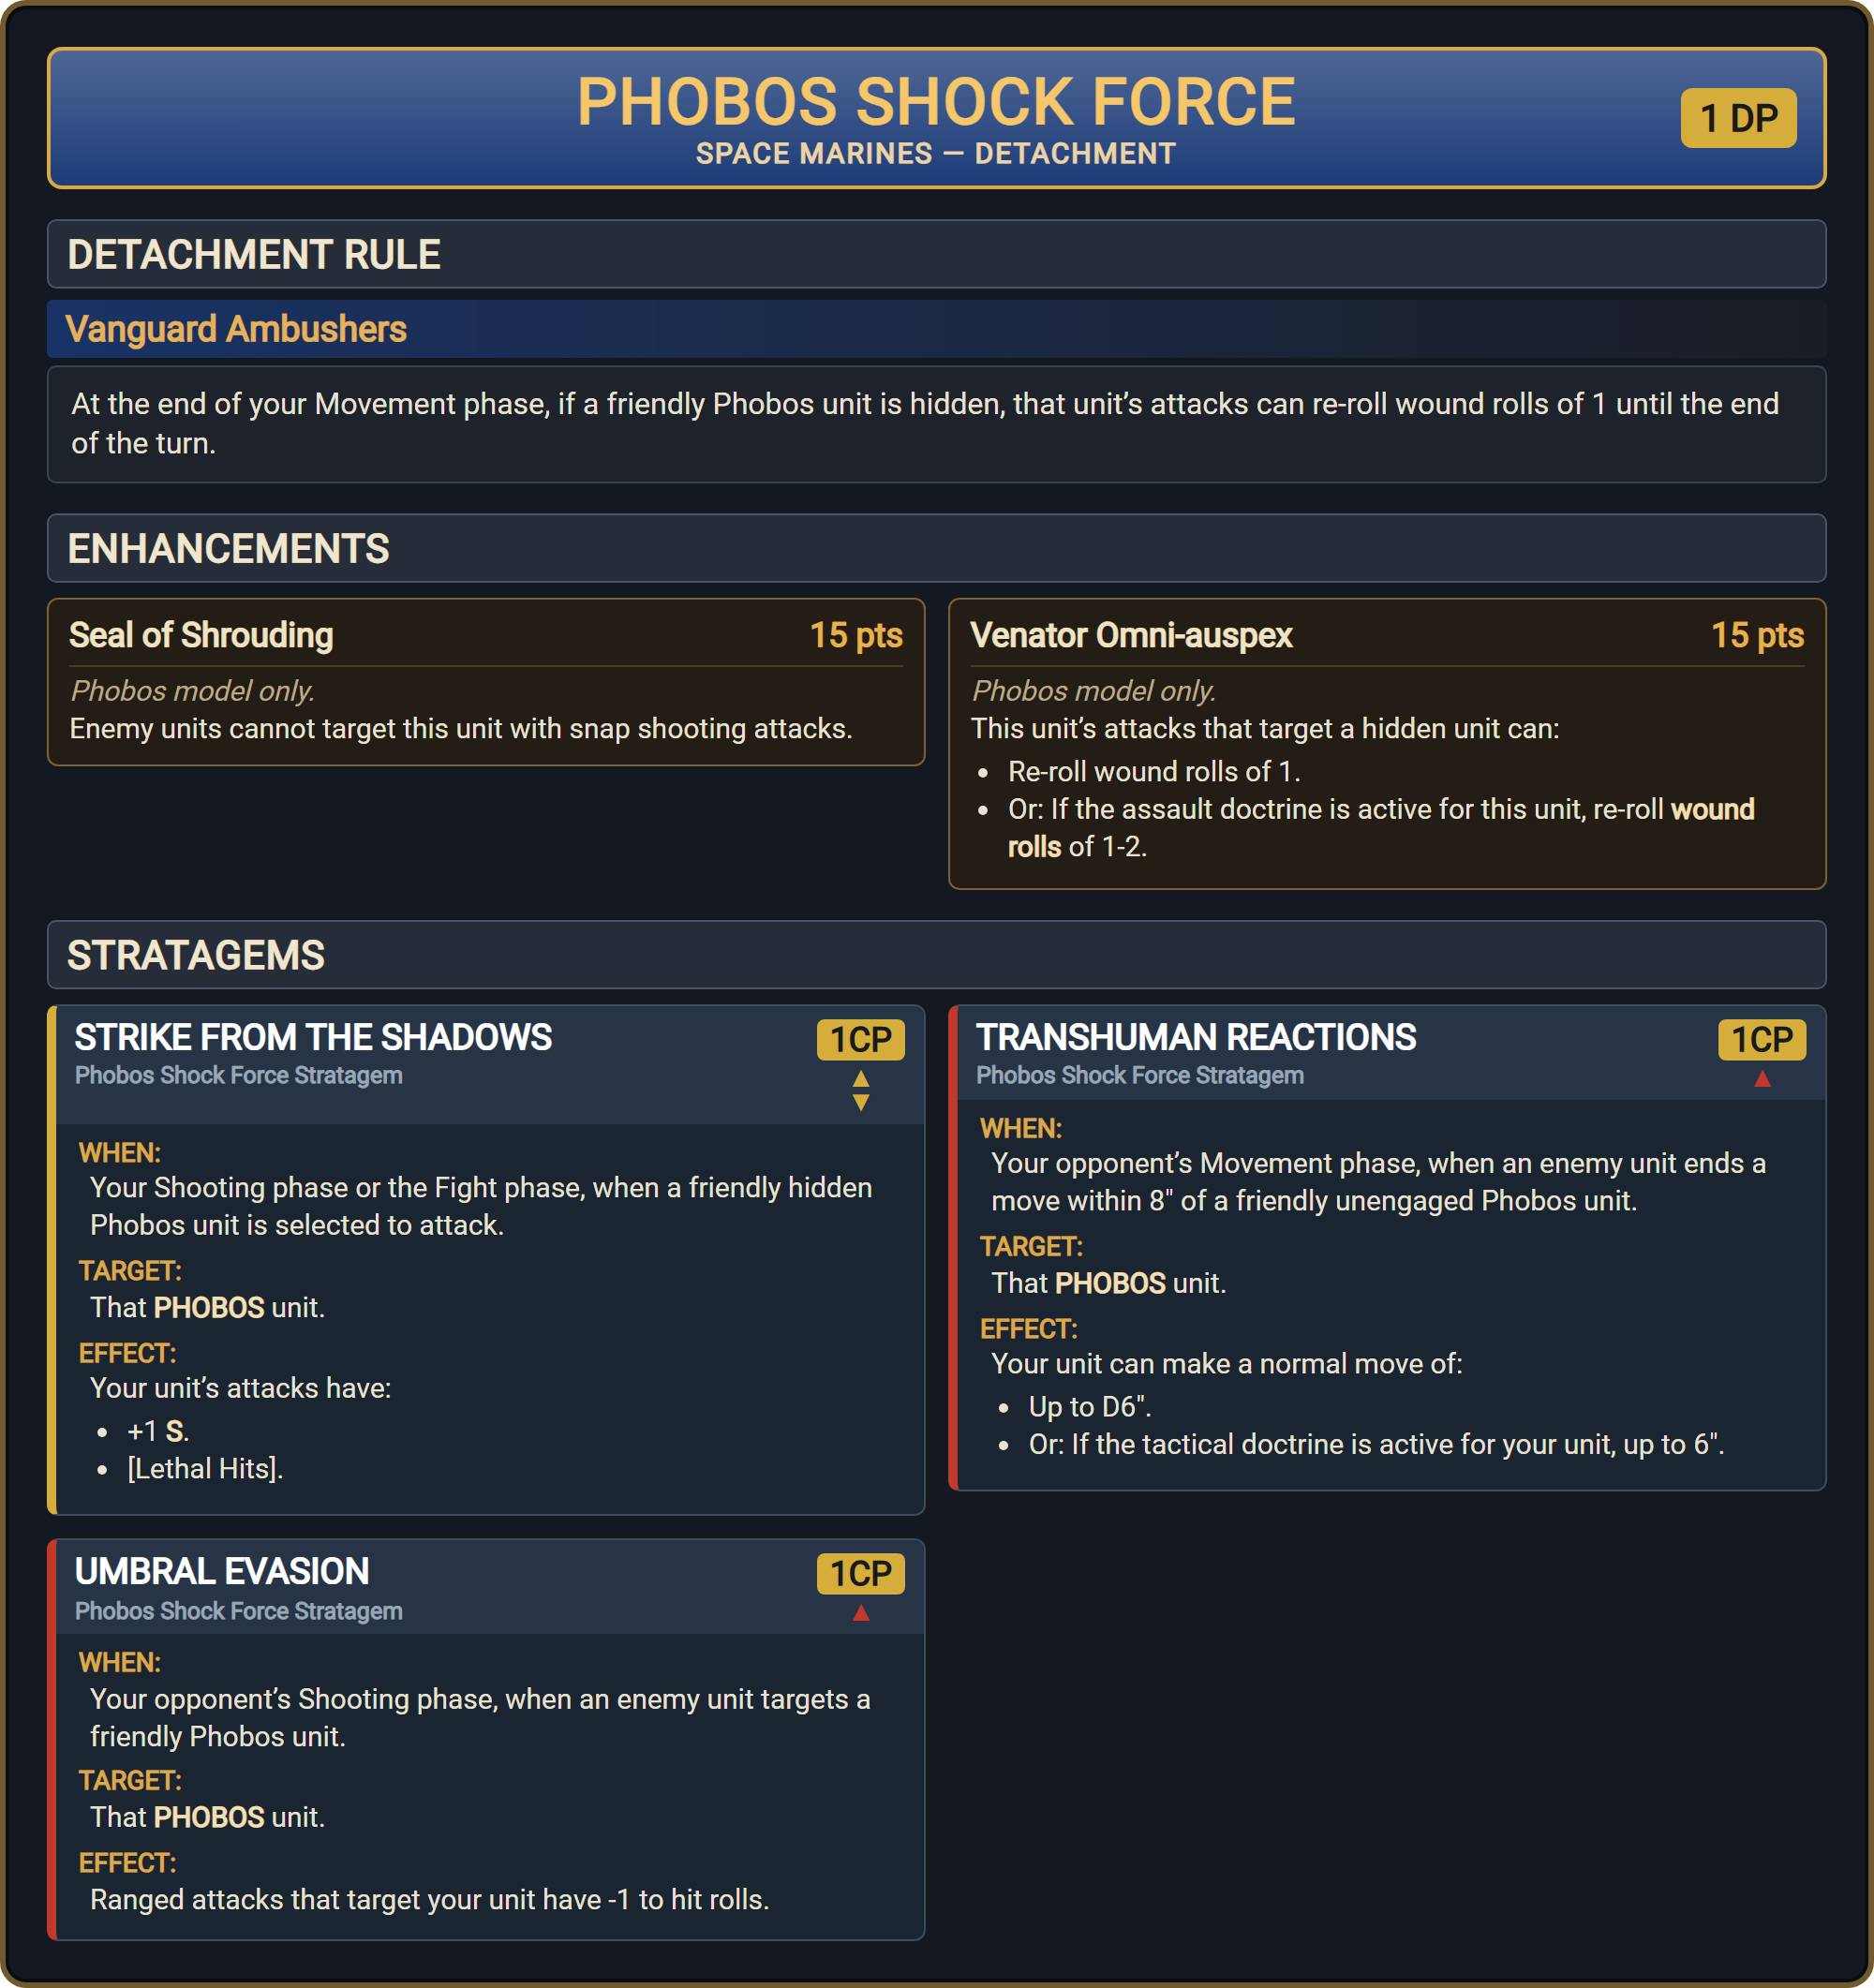 PHOBOS SHOCK FORCE
SPACE MARINES — DETACHMENT
1 DP
DETACHMENT RULE
Vanguard Ambushers
At the end of your Movement phase, if a friendly Phobos unit is hidden, that unit’s attacks can re-roll wound rolls of 1 until the end
of the turn.
ENHANCEMENTS
Seal of Shrouding
15 pts
Phobos model only.
Enemy units cannot target this unit with snap shooting attacks.
Venator Omni-auspex
15 pts
Phobos model only.
This unit’s attacks that target a hidden unit can:
• Re-roll wound rolls of 1.
• Or: If the assault doctrine is active for this unit, re-roll wound
rolls of 1-2.
STRATAGEMS
STRIKE FROM THE SHADOWS
1CP
Phobos Shock Force Stratagem
▲
▼
WHEN:
Your Shooting phase or the Fight phase, when a friendly hidden
Phobos unit is selected to attack.
TARGET:
That PHOBOS unit.
EFFECT:
Your unit’s attacks have:
• +1 S.
• [Lethal Hits].
TRANSHUMAN REACTIONS
1CP
Phobos Shock Force Stratagem
▲
WHEN:
Your opponent’s Movement phase, when an enemy unit ends a
move within 8" of a friendly unengaged Phobos unit.
TARGET:
That PHOBOS unit.
EFFECT:
Your unit can make a normal move of:
• Up to D6".
• Or: If the tactical doctrine is active for your unit, up to 6".
UMBRAL EVASION
1CP
Phobos Shock Force Stratagem
▲
WHEN:
Your opponent’s Shooting phase, when an enemy unit targets a
friendly Phobos unit.
TARGET:
That PHOBOS unit.
EFFECT:
Ranged attacks that target your unit have -1 to hit rolls.